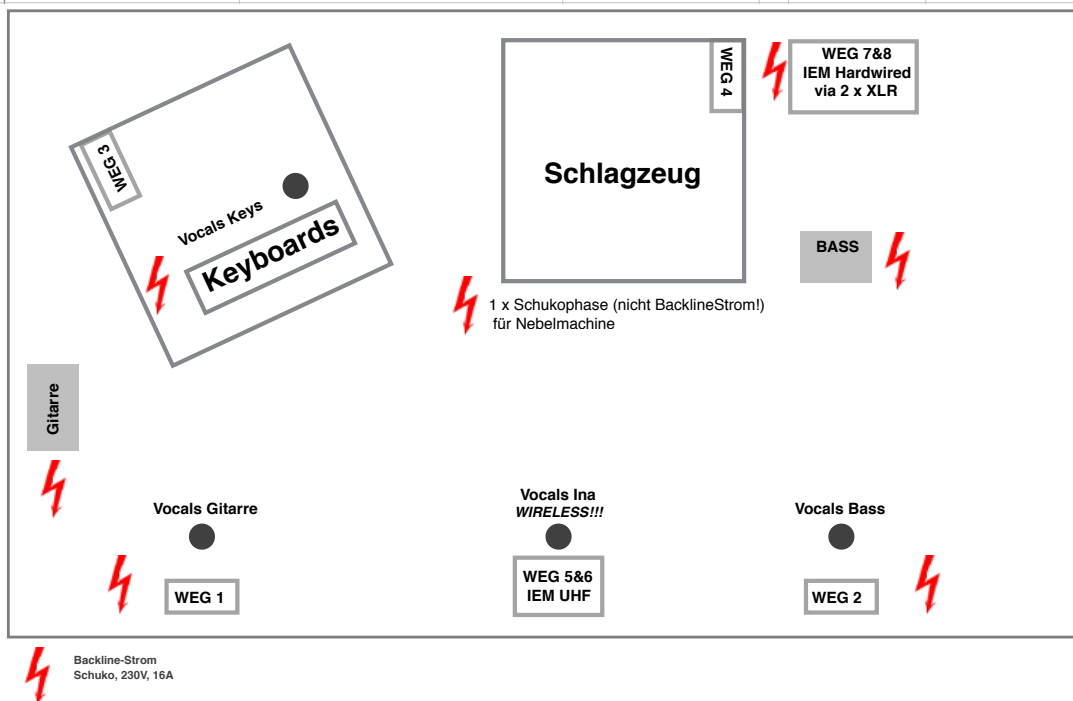 WEG 3
Vocals Keys
Keyboards
WEG 4
Schlagzeug
WEG 7&8
IEM Hardwired
via 2 x XLR
BASS
1 x Schukophase (nicht BacklineStrom!)
für Nebelmachine
Gitarre
Vocals Gitarre
WEG 1
Vocals Ina
WIRELESS!!!
WEG 5&6
IEM UHF
Vocals Bass
WEG 2
Backline-Strom
Schuko, 230V, 16A